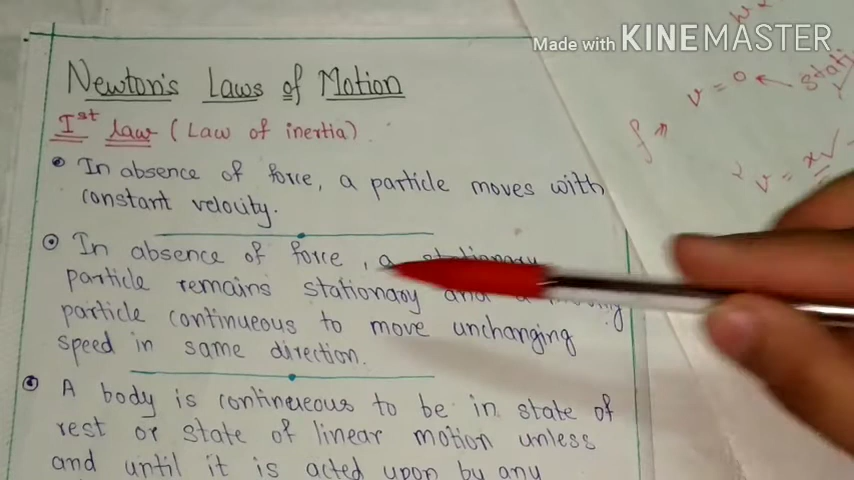 Made with KINEMASTER
Newton's Laws of Motion
Ist law (Law of inertia)
In absence of force, a particle moves with
constant velocity.
In absence of force, a stationary
particle remains stationary and a moving
particle continueous to move unchanging
speed in same direction.
A body is continueous to be in state of
rest or state of linear motion unless
and until it is acted upon by any
v = 0
v =